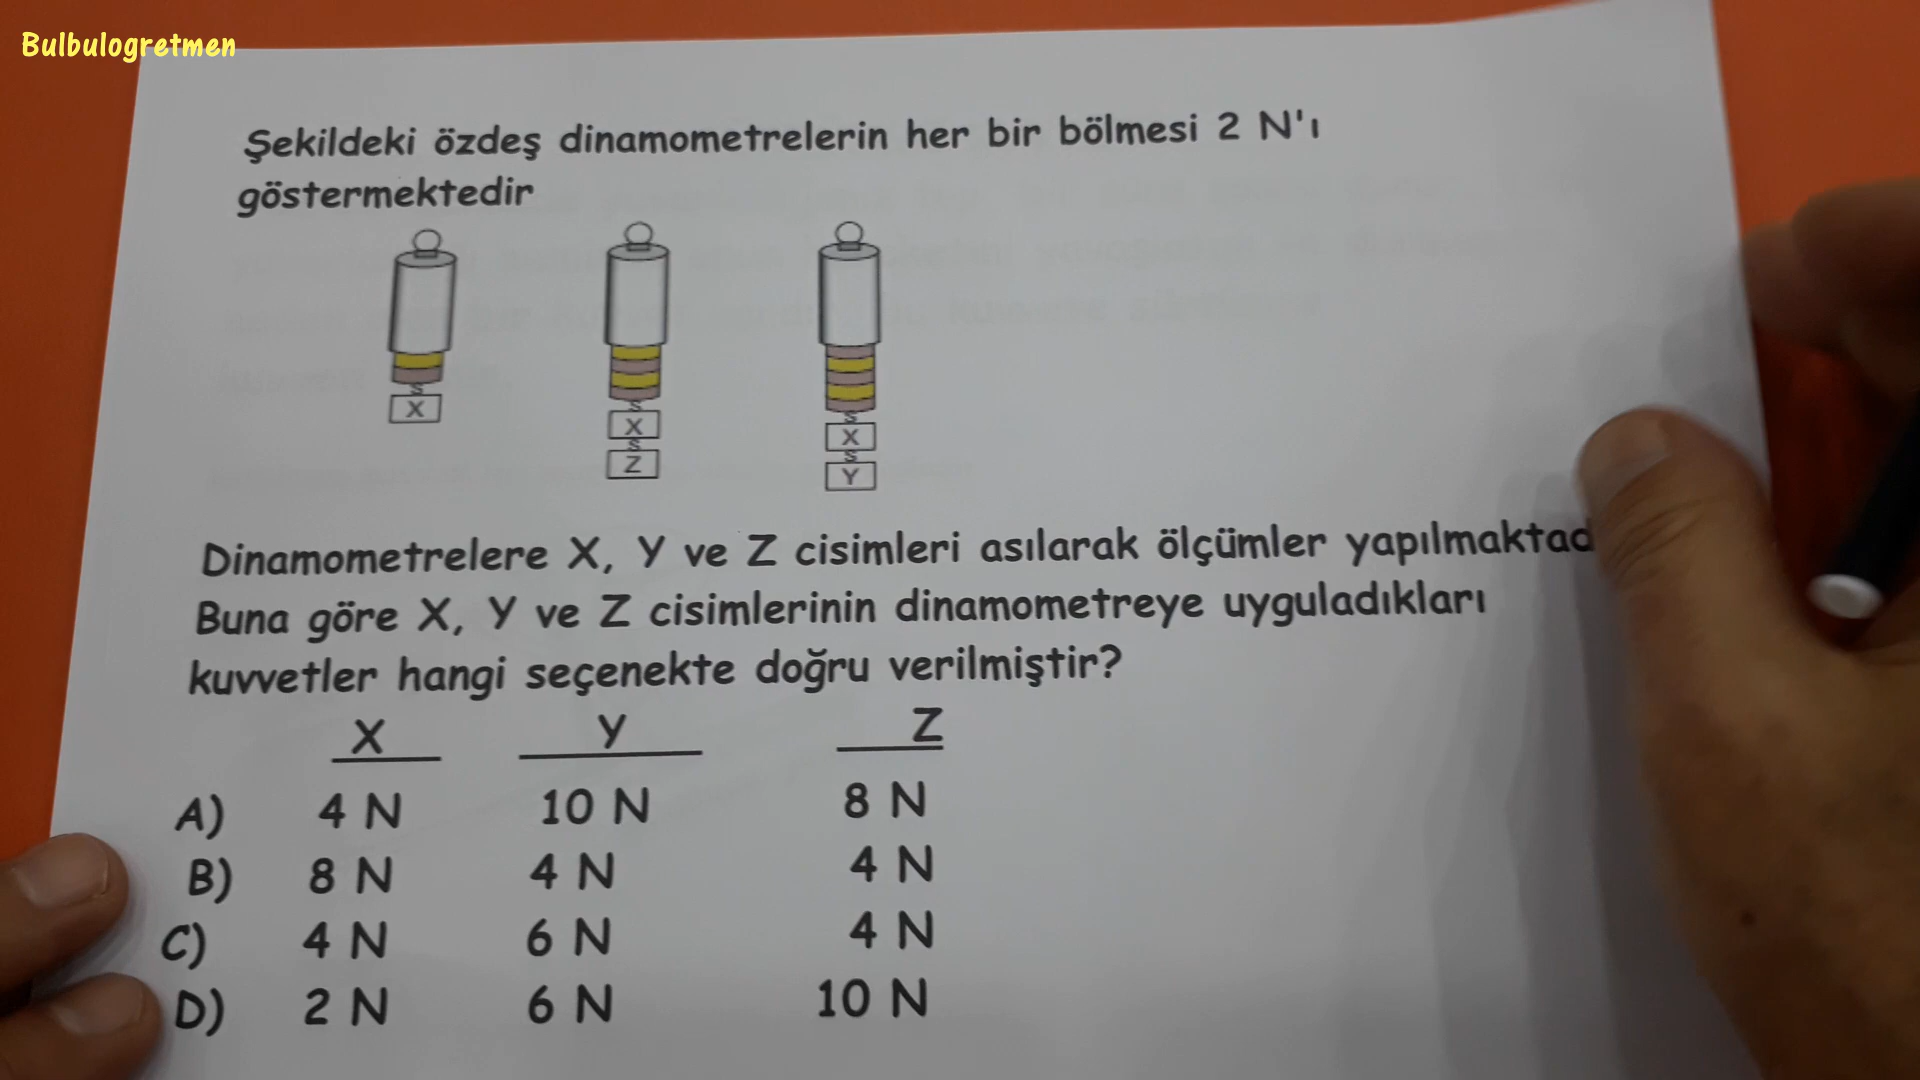 Bulbulogretmen
Şekildeki özdeş dinamometrelerin her bir bölmesi 2 N'ı
göstermektedir
S
X
S
X
S
Z
S
X
S
Y
Dinamometrelere X, Y ve Z cisimleri asılarak ölçümler yapılmaktad
Buna göre X, Y ve Z cisimlerinin dinamometreye uyguladıkları
kuvvetler hangi seçenekte doğru verilmiştir?
X Y Z
A) 4 N 10 N 8 N
B) 8 N 4 N 4 N
C) 4 N 6 N 4 N
D) 2 N 6 N 10 N